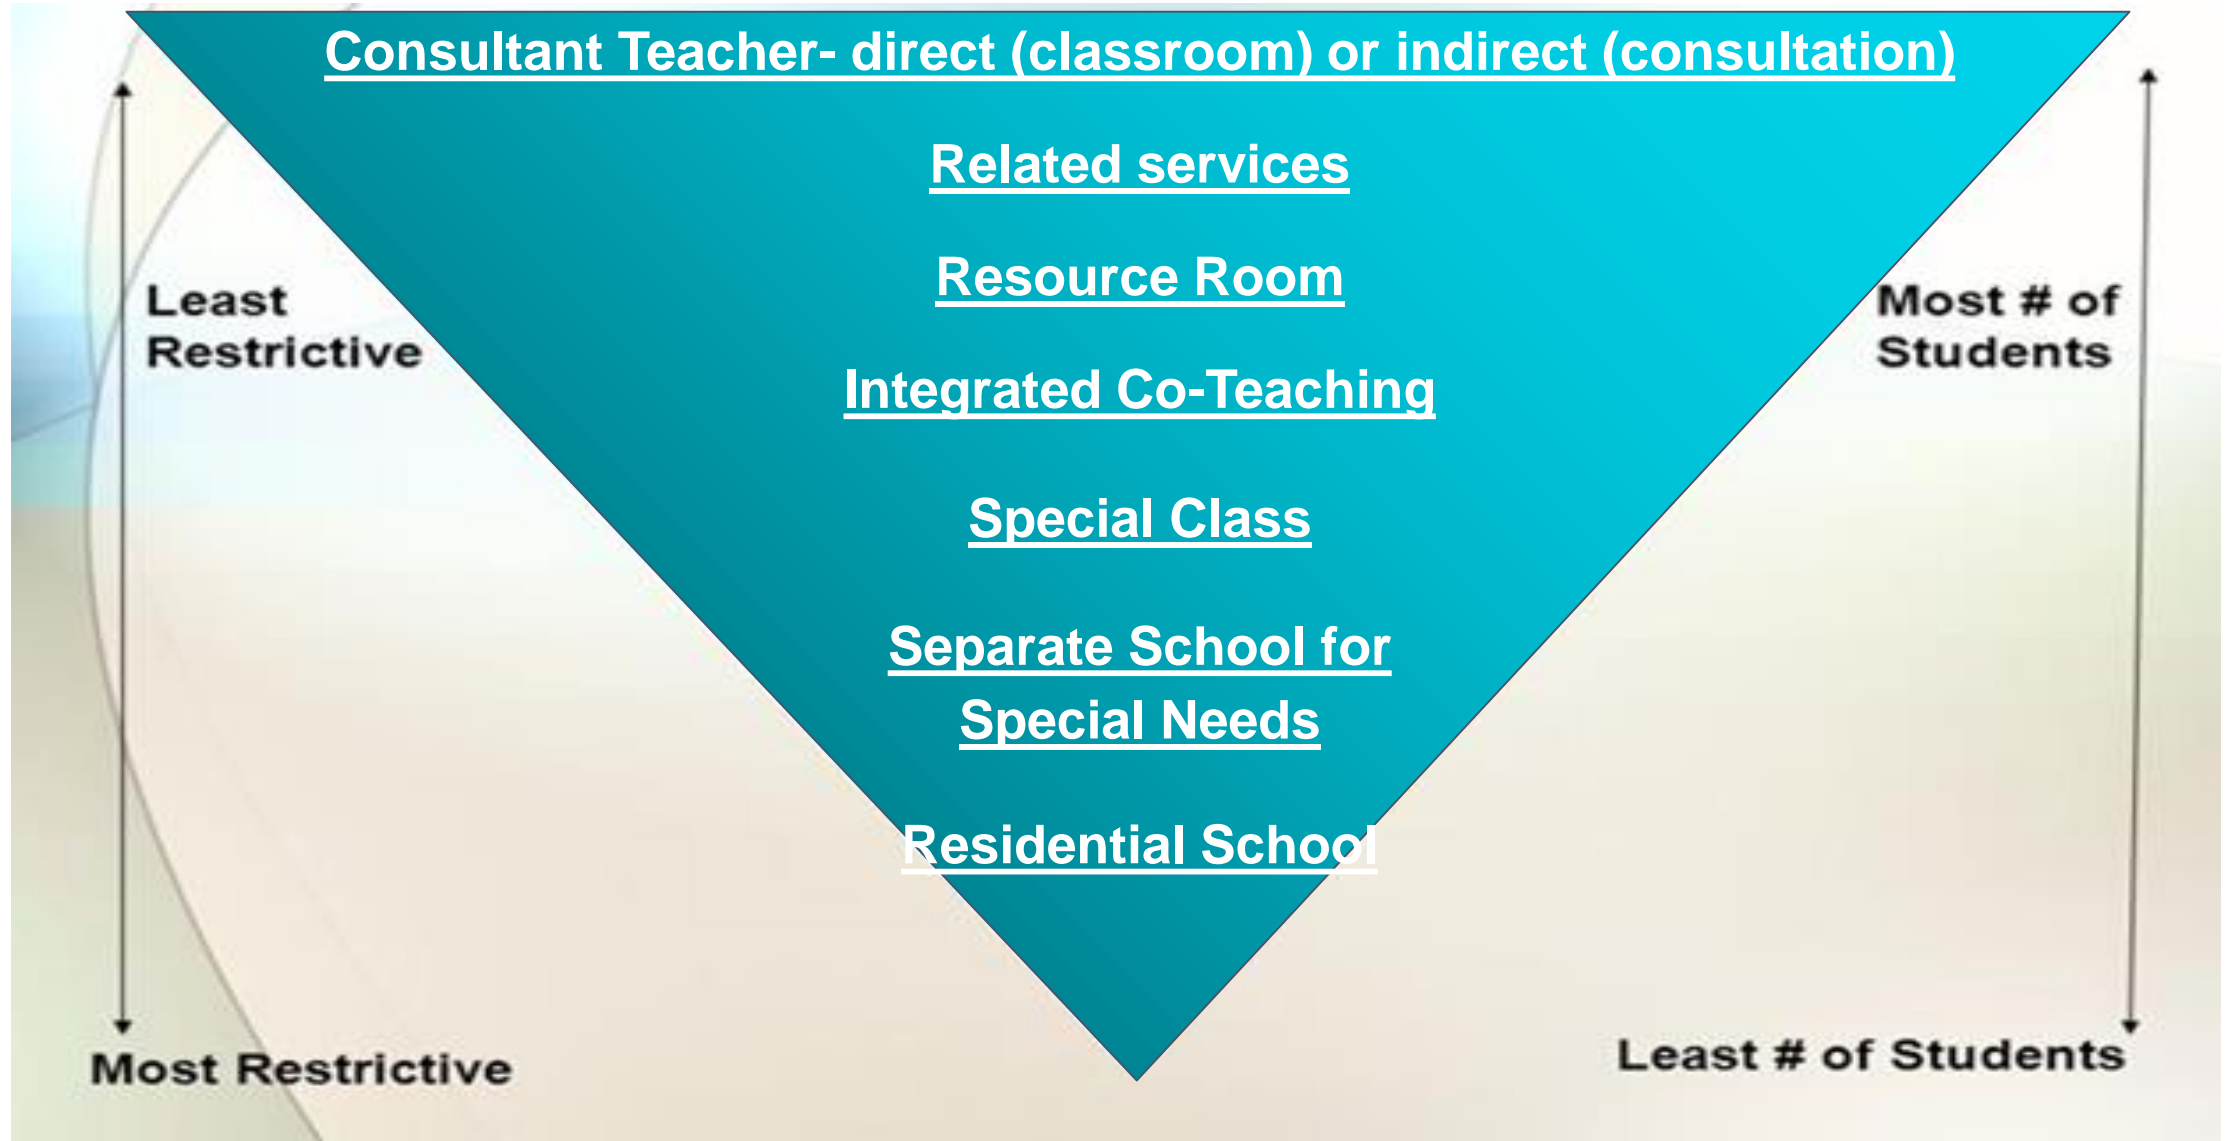 Consultant Teacher- direct (classroom) or indirect (consultation)
Related services
Resource Room
Least
Restrictive
Most # of
Students
Integrated Co-Teaching
Special Class
Separate School for
Special Needs
Residential School
Most Restrictive
Least # of Students